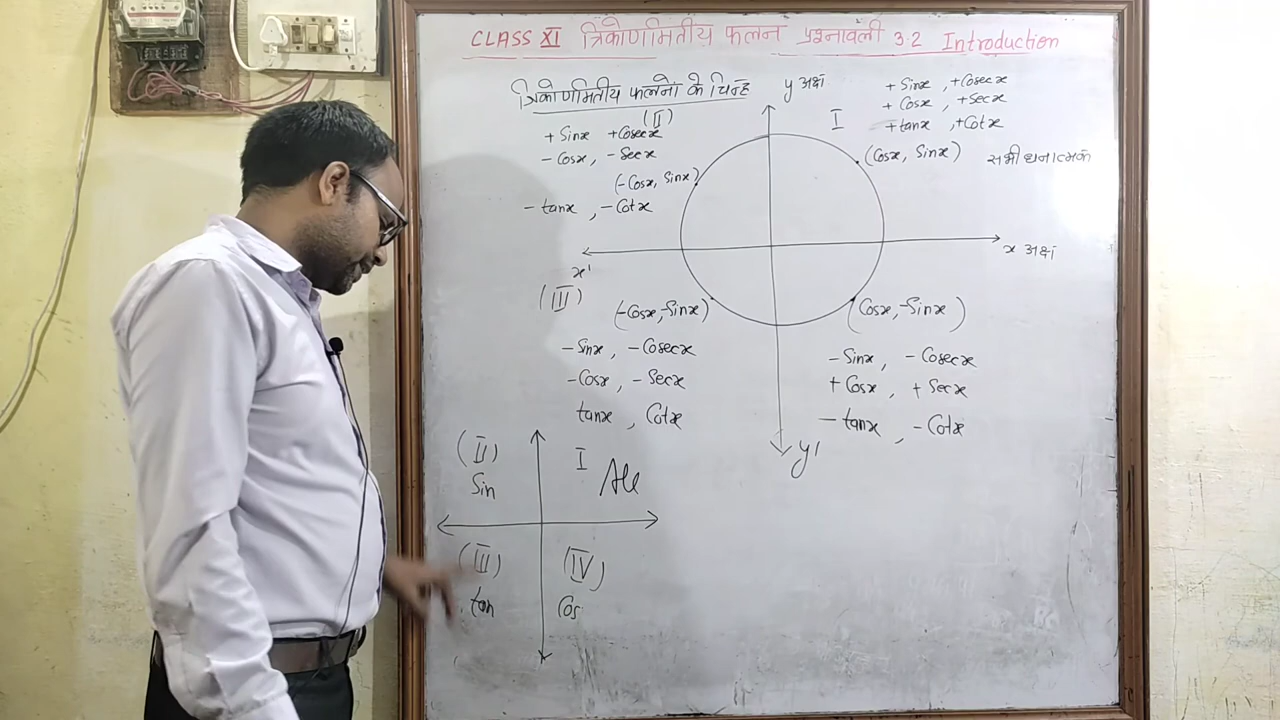 CLASS XI त्रिकोणमितीय फलन प्रश्नावली 3.2 Introduction
त्रिकोणमितीय फलनो के चिन्ह
(II)
+ Sinx +Cosecx
- Cosx, - Secx
(-Cosx, Sinx)
- tanx , -Cotx
y अक्ष
I
+ Sinx , +Cosecx
+ Cosx , +Secx
+tanx , +Cotx
(Cosx, Sinx) सभी धनात्मक
x अक्ष
x'
(III)
(-Cosx,-Sinx)
-Sinx , -Cosecx
-Cosx , -Secx
tanx , Cotx
(Cosx,-Sinx)
-Sinx , -Cosecx
+ Cosx , + Secx
- tanx , - Cotx
y'
(II)
Sin
I
All
(III)
tan
(IV)
Cos